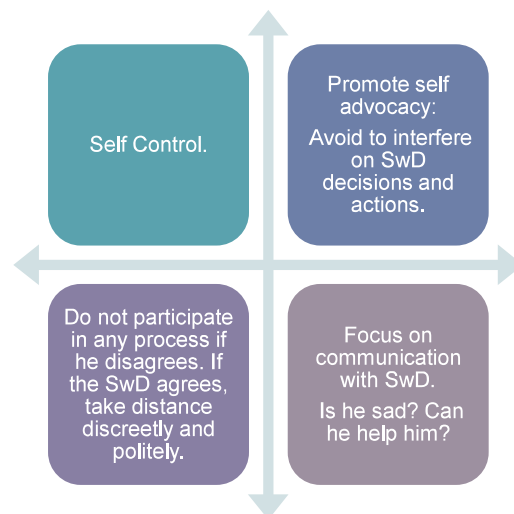 Self Control.
Promote self
advocacy:
Avoid to interfere
on SwD
decisions and
actions.
Do not participate
in any process if
he disagrees. If
the SwD agrees,
take distance
discreetly and
politely.
Focus on
communication
with SwD.
Is he sad? Can
he help him?